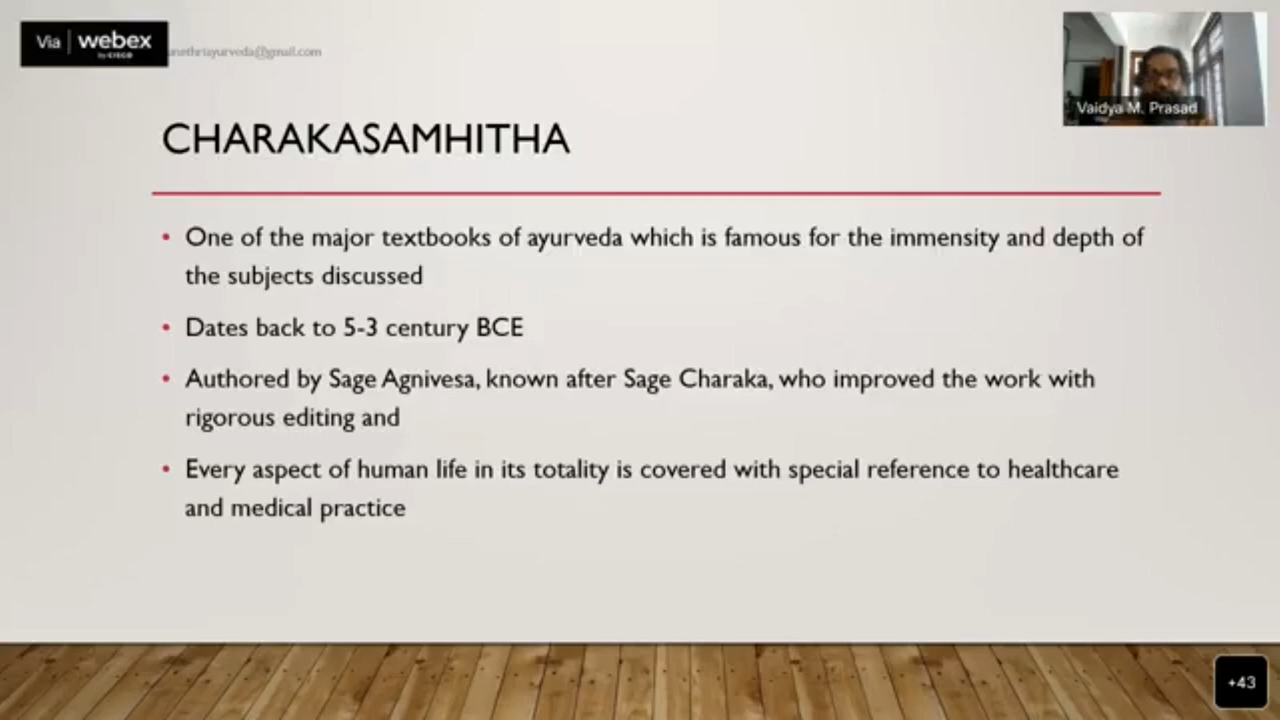 Via webex
by CISCO
unethriayurveda@gmail.com
Vaidya M. Prasad
CHARAKASAMHITHA
• One of the major textbooks of ayurveda which is famous for the immensity and depth of
the subjects discussed
• Dates back to 5-3 century BCE
• Authored by Sage Agnivesa, known after Sage Charaka, who improved the work with
rigorous editing and
• Every aspect of human life in its totality is covered with special reference to healthcare
and medical practice
+43